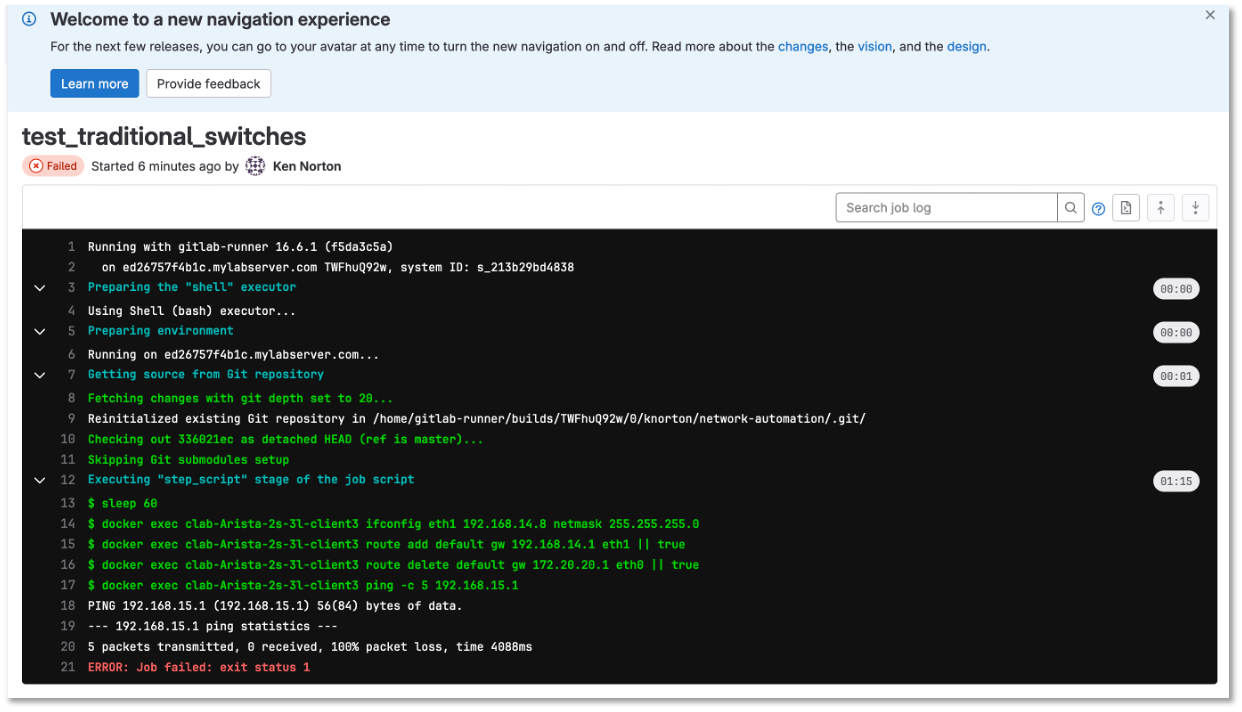 Welcome to a new navigation experience
For the next few releases, you can go to your avatar at any time to turn the new navigation on and off. Read more about the changes, the vision, and the design.
Learn more Provide feedback
test_traditional_switches
Failed Started 6 minutes ago by Ken Norton
Search job log
1 Running with gitlab-runner 16.6.1 (f5da3c5a)
2 on ed26757f4b1c.mylabserver.com TWFhuQ92w, system ID: s_213b29bd4838
3 Preparing the "shell" executor 00:00
4 Using Shell (bash) executor...
5 Preparing environment 00:00
6 Running on ed26757f4b1c.mylabserver.com...
7 Getting source from Git repository 00:01
8 Fetching changes with git depth set to 20...
9 Reinitialized existing Git repository in /home/gitlab-runner/builds/TWFhuQ92w/0/knorton/network-automation/.git/
10 Checking out 336021ec as detached HEAD (ref is master)...
11 Skipping Git submodules setup
12 Executing "step_script" stage of the job script 01:15
13 $ sleep 60
14 $ docker exec clab-Arista-2s-3l-client3 ifconfig eth1 192.168.14.8 netmask 255.255.255.0
15 $ docker exec clab-Arista-2s-3l-client3 route add default gw 192.168.14.1 eth1 || true
16 $ docker exec clab-Arista-2s-3l-client3 route delete default gw 172.20.20.1 eth0 || true
17 $ docker exec clab-Arista-2s-3l-client3 ping -c 5 192.168.15.1
18 PING 192.168.15.1 (192.168.15.1) 56(84) bytes of data.
19 --- 192.168.15.1 ping statistics ---
20 5 packets transmitted, 0 received, 100% packet loss, time 4088ms
21 ERROR: Job failed: exit status 1